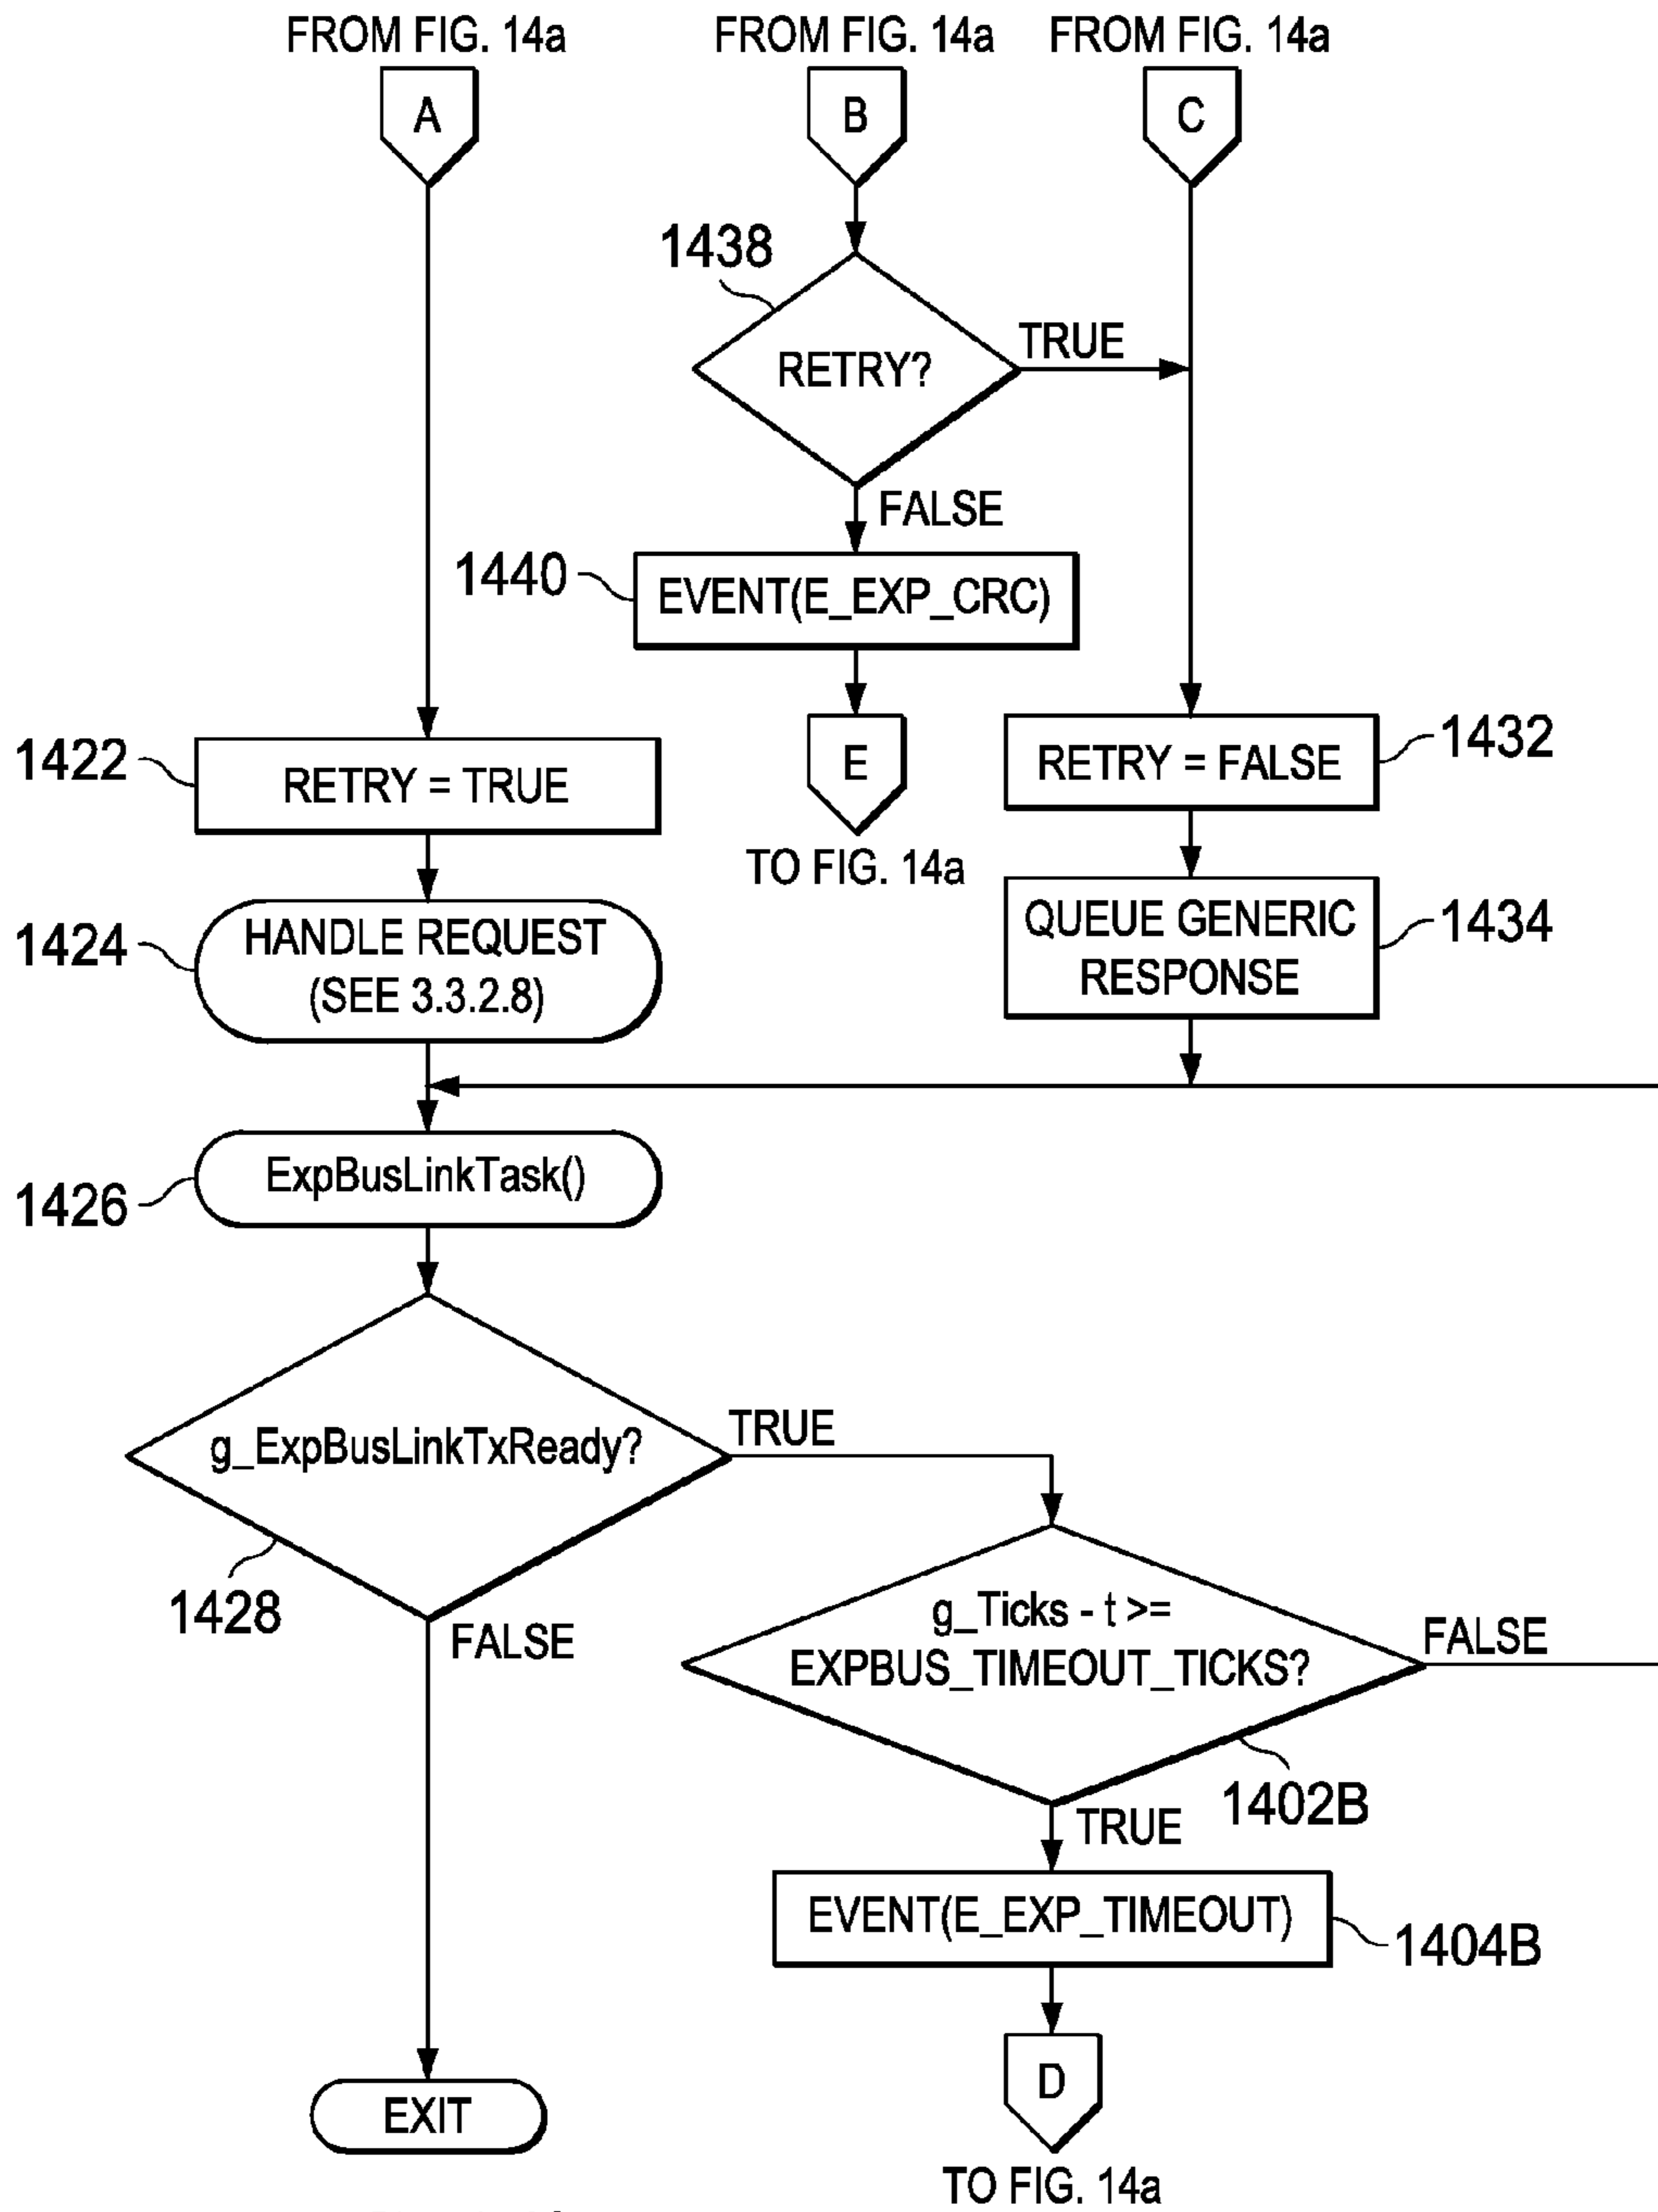 FROM FIG. 14a
FROM FIG. 14a
FROM FIG. 14a
A
B
C
1438
RETRY?
TRUE
FALSE
1440
EVENT(E_EXP_CRC)
1422
RETRY = TRUE
E
RETRY = FALSE
1432
TO FIG. 14a
1424
HANDLE REQUEST
(SEE 3.3.2.8)
QUEUE GENERIC
RESPONSE
1434
1426
ExpBusLinkTask()
g_ExpBusLinkTxReady?
TRUE
1428
FALSE
g_Ticks - t >=
EXPBUS_TIMEOUT_TICKS?
FALSE
1402B
TRUE
EVENT(E_EXP_TIMEOUT)
1404B
D
EXIT
TO FIG. 14a